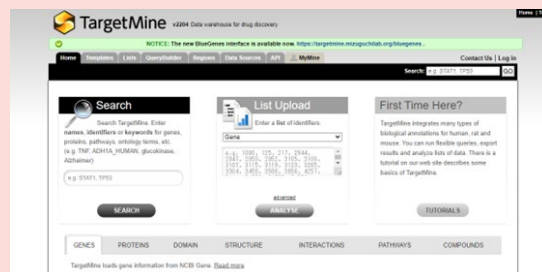 Home | T
TargetMine v2204 Data warehouse for drug discovery
NOTICE: The new BlueGenes interface is available now. https://targetmine.mizuguchilab.org/bluegenes .
Home Templates Lists QueryBuilder Regions Data Sources API MyMine
Contact Us | Log in
Search: e.g. STAT1, TP53 GO
Search
Search TargetMine. Enter
names, identifiers or keywords for genes,
proteins, pathways, ontology terms, etc.
(e.g. TNF, ADH1A_HUMAN, glucokinase,
Alzheimer)
e.g. STAT1, TP53
SEARCH
List Upload
Enter a list of identifiers.
Gene
advanced
ANALYSE
First Time Here?
TargetMine integrates many types of
biological annotations for human, rat and
mouse. You can run flexible queries, export
results and analyze lists of data. There is a
tutorial on our web site describes some
basics of TargetMine.
TUTORIALS
GENES PROTEINS DOMAIN STRUCTURE INTERACTIONS PATHWAYS COMPOUNDS
TargetMine loads gene information from NCBI Gene. Read more